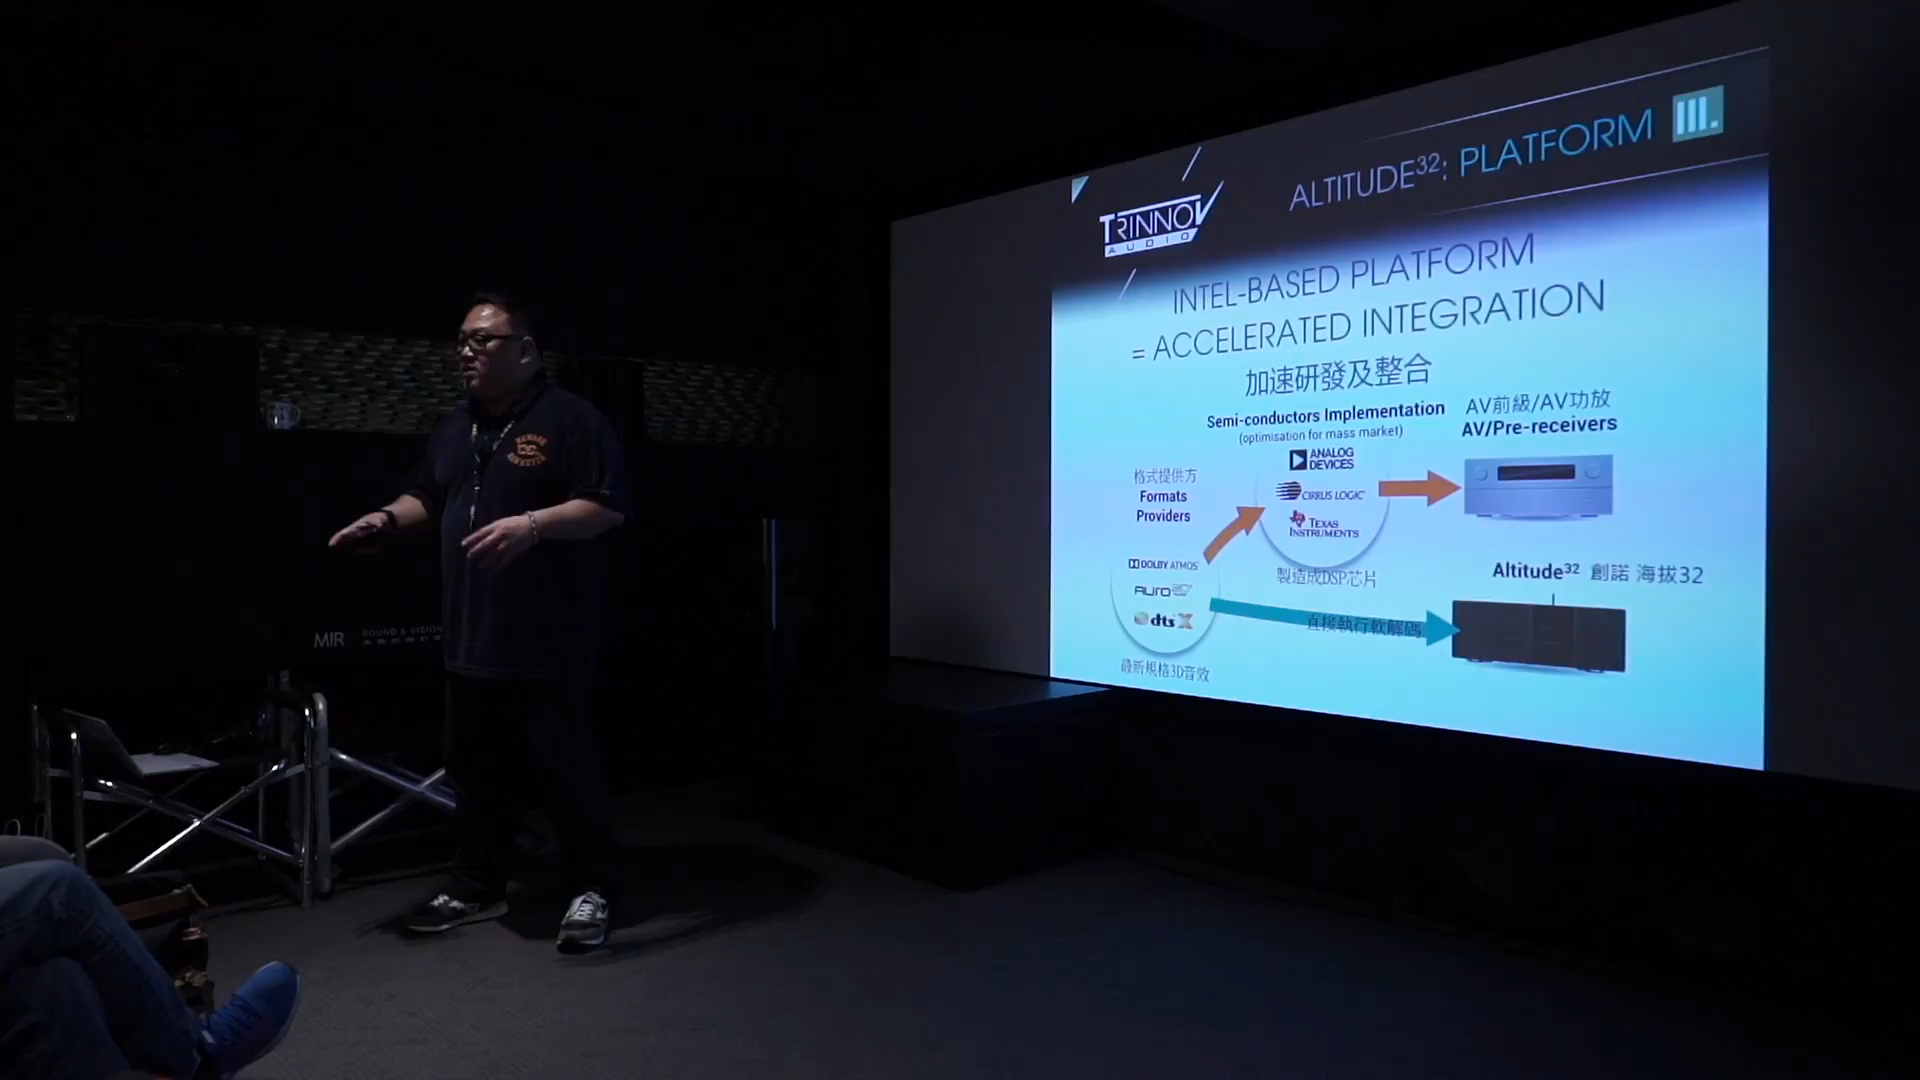 ALTITUDE³²: PLATFORM III.
TRINNOV
AUDIO
INTEL-BASED PLATFORM
= ACCELERATED INTEGRATION
加速研發及整合
Semi-conductors Implementation
(optimisation for mass market)
AV前級/AV功放
AV/Pre-receivers
ANALOG
DEVICES
CIRRUS LOGIC
TEXAS
INSTRUMENTS
製造成DSP芯片
格式提供方
Formats
Providers
DOLBY ATMOS
AURO 3D
dts X
最新規格3D音效
直接執行軟解碼
Altitude³² 創諾 海拔32
MIR
SOUND & VISION